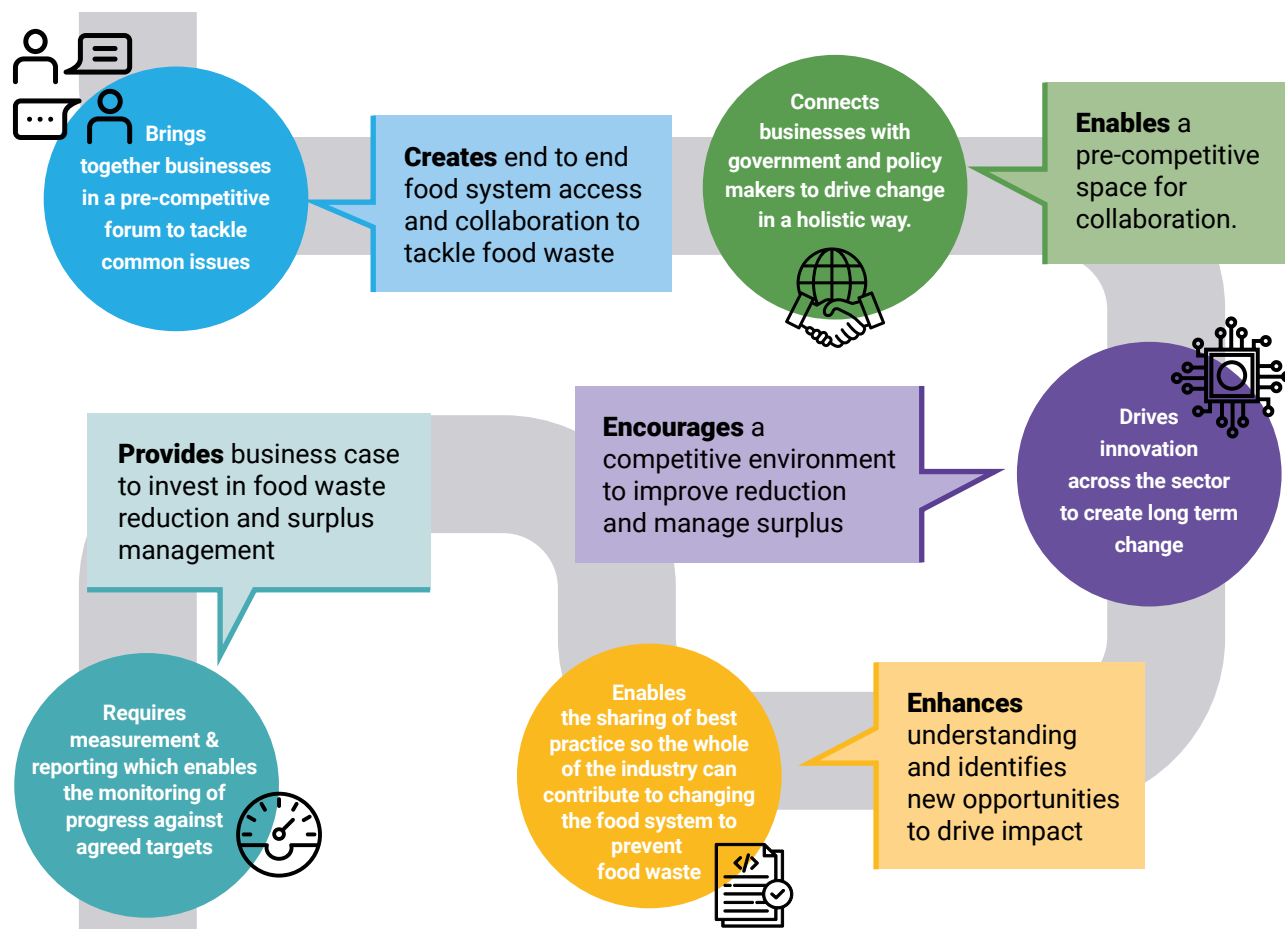 Brings
together businesses
in a pre-competitive
forum to tackle
common issues
Creates end to end
food system access
and collaboration to
tackle food waste
Connects
businesses with
government and policy
makers to drive change
in a holistic way.
Enables a
pre-competitive
space for
collaboration.
Drives
innovation
across the sector
to create long term
change
Encourages a
competitive environment
to improve reduction
and manage surplus
Enhances
understanding
and identifies
new opportunities
to drive impact
Enables
the sharing of best
practice so the whole
of the industry can
contribute to changing
the food system to
prevent
food waste
</>
Provides business case
to invest in food waste
reduction and surplus
management
Requires
measurement &
reporting which enables
the monitoring of
progress against
agreed targets